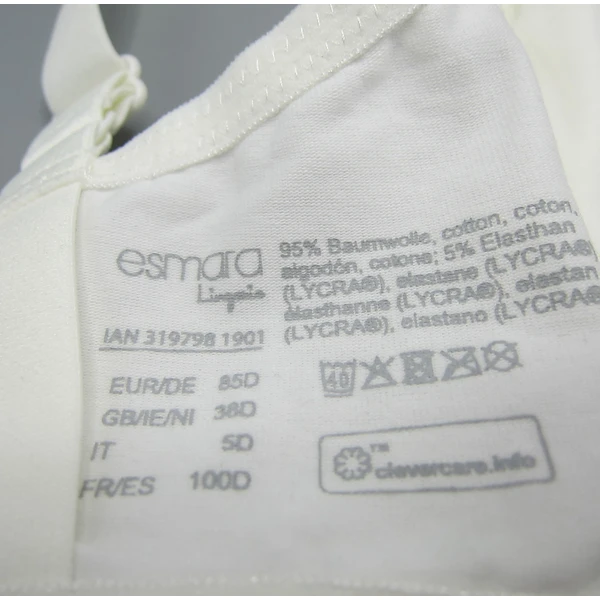 esmara
Lingerie
IAN 319798 1901
EUR/DE 85D
GB/IE/NI 38D
IT 5D
FR/ES 100D
95% Baumwolle, cotton, coton,
algodón, cotone; 5% Elasthan
(LYCRA®), elastane (LYCRA®),
élasthanne (LYCRA®), elastan
(LYCRA®), elastano (LYCRA®)
40
™
clevercare.info